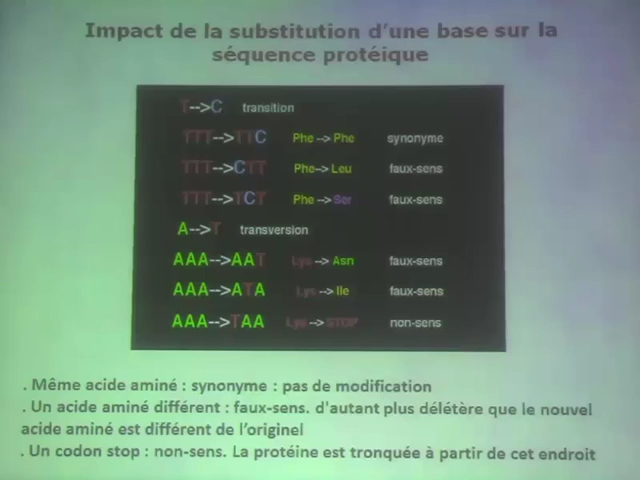 Impact de la substitution d'une base sur la
séquence protéique
T-->C transition
TTT-->TTC Phe --> Phe synonyme
TTT-->CTT Phe--> Leu faux-sens
TTT-->TCT Phe --> Ser faux-sens
A-->T transversion
AAA-->AAT Lys --> Asn faux-sens
AAA-->ATA Lys --> Ile faux-sens
AAA-->TAA Lys --> STOP non-sens
. Même acide aminé : synonyme : pas de modification
. Un acide aminé différent : faux-sens. d'autant plus délétère que le nouvel
acide aminé est différent de l'originel
. Un codon stop : non-sens. La protéine est tronquée à partir de cet endroit